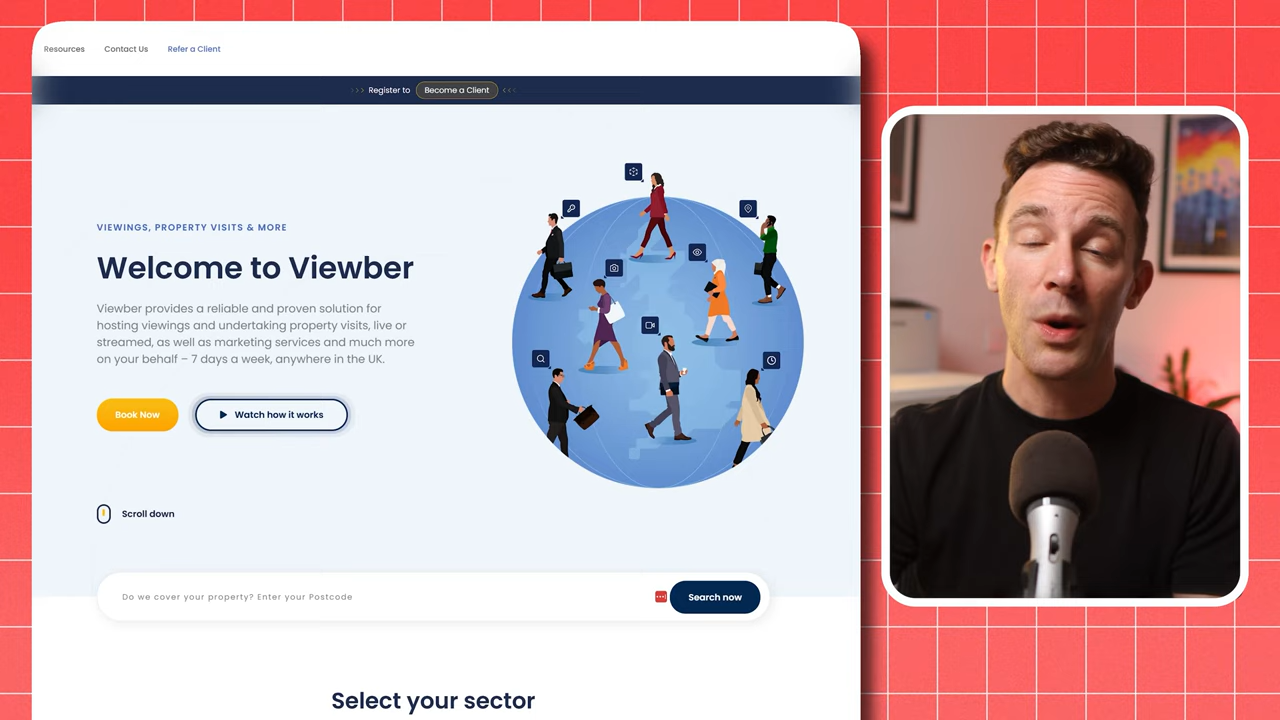 Resources Contact Us Refer a Client
>>> Register to Become a Client <<<
VIEWINGS, PROPERTY VISITS & MORE
Welcome to Viewber
Viewber provides a reliable and proven solution for
hosting viewings and undertaking property visits, live or
streamed, as well as marketing services and much more
on your behalf – 7 days a week, anywhere in the UK.
Book Now Watch how it works
Scroll down
Do we cover your property? Enter your Postcode Search now
Select your sector